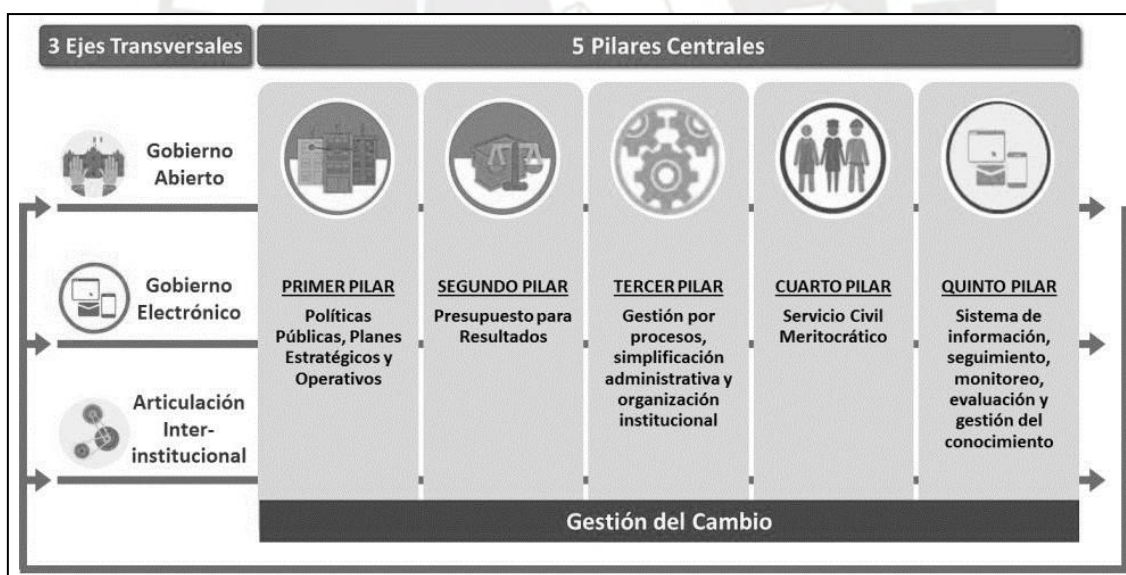 3 Ejes Transversales
5 Pilares Centrales
Gobierno
Abierto
Gobierno
Electrónico
Articulación
Inter-
institucional
PRIMER PILAR
Políticas
Públicas, Planes
Estratégicos y
Operativos
SEGUNDO PILAR
Presupuesto para
Resultados
TERCER PILAR
Gestión por
procesos,
simplificación
administrativa y
organización
institucional
CUARTO PILAR
Servicio Civil
Meritocrático
QUINTO PILAR
Sistema de
información,
seguimiento,
monitoreo,
evaluación y
gestión del
conocimiento
Gestión del Cambio